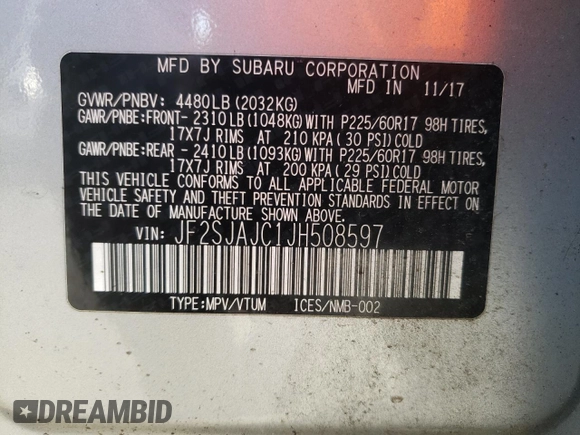 MFD BY SUBARU CORPORATION
MFD IN 11/17
GVWR/PNBV: 4480LB(2032KG)
GAWR/PNBE:FRONT- 2310LB(1048KG)WITH P225/60R17 98H TIRES,
17X7J RIMS AT 210 KPA(30 PSI)COLD
GAWR/PNBE:REAR - 2410LB(1093KG)WITH P225/60R17 98H TIRES,
17X7J RIMS AT 200 KPA(29 PSI)COLD
THIS VEHICLE CONFORMS TO ALL APPLICABLE FEDERAL MOTOR
VEHICLE SAFETY AND THEFT PREVENTION STANDARDS IN EFFECT ON
THE DATE OF MANUFACTURE SHOWN ABOVE.
VIN: JF2SJAJC1JH508597
TYPE:MPV/VTUM ICES/NMB-002
DREAMBID